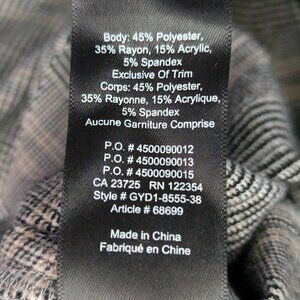 Body: 45% Polyester,
35% Rayon, 15% Acrylic,
5% Spandex
Exclusive Of Trim
Corps: 45% Polyester,
35% Rayonne, 15% Acrylique,
5% Spandex
Aucune Garniture Comprise
P.O. # 4500090012
P.O. # 4500090013
P.O. # 4500090015
CA 23725 RN 122354
Style # GYD1-8555-38
Article # 68699
Made in China
Fabriqué en Chine